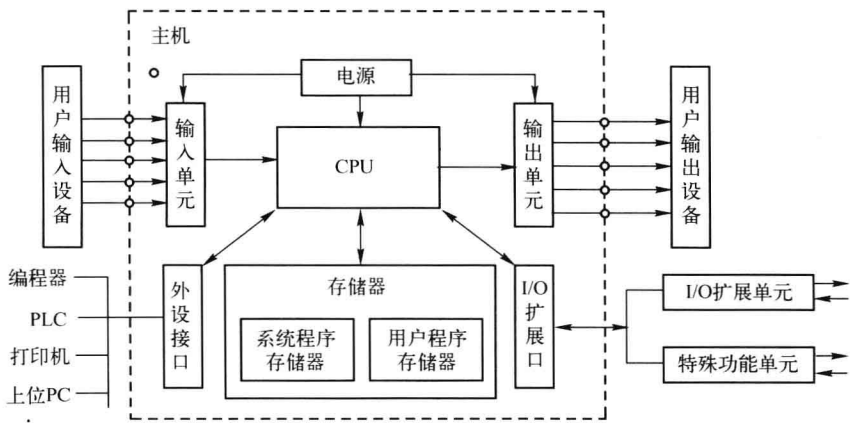 主机
电源
用户输入设备
输入单元
CPU
输出单元
用户输出设备
编程器
PLC
打印机
上位PC
外设接口
存储器
系统程序
存储器
用户程序
存储器
I/O扩展口
I/O扩展单元
特殊功能单元